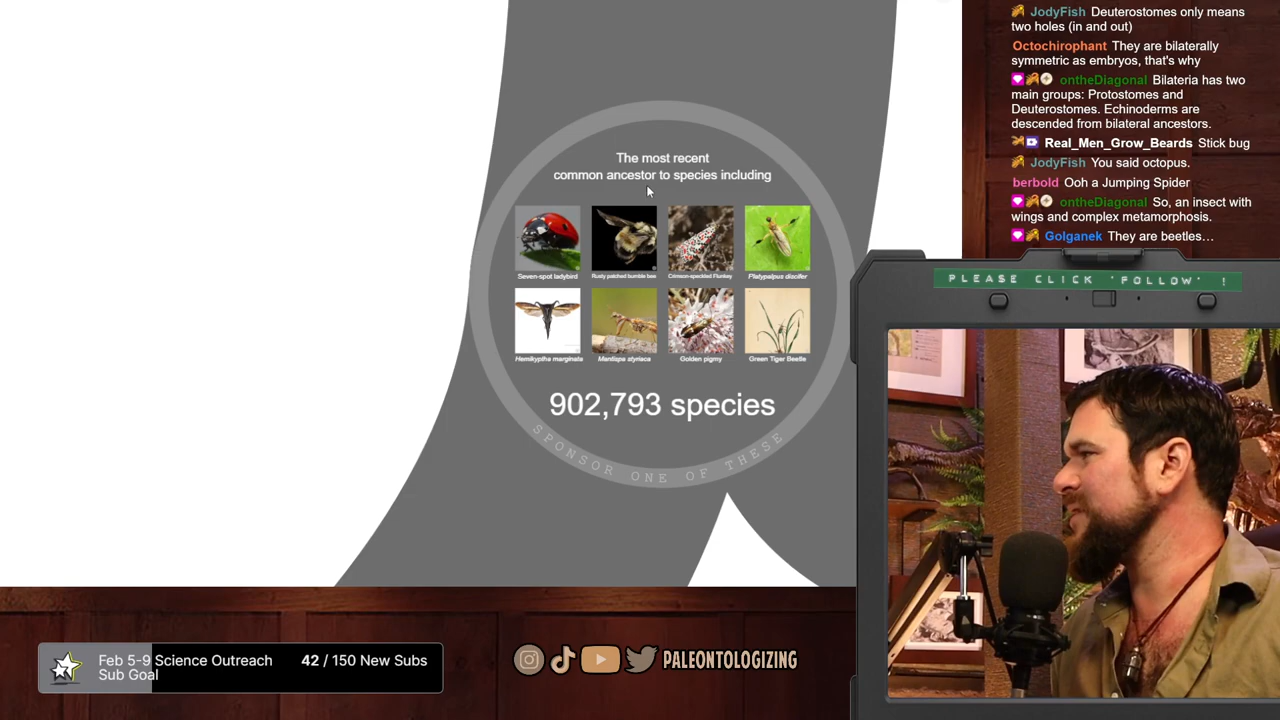 JodyFish Deuterostomes only means
two holes (in and out)
Octochirophant They are bilaterally
symmetric as embryos, that's why
ontheDiagonal Bilateria has two
main groups: Protostomes and
Deuterostomes. Echinoderms are
descended from bilateral ancestors.
Real_Men_Grow_Beards Stick bug
JodyFish You said octopus.
berbold Ooh a Jumping Spider
ontheDiagonal So, an insect with
wings and complex metamorphosis.
Golganek They are beetles…
The most recent
common ancestor to species including
Seven-spot ladybird
Rusty patched bumble bee
Crimson-speckled Flunkey
Platypalpus discifer
Hemikyptha marginata
Mantispa styriaca
Golden pigmy
Green Tiger Beetle
902,793 species
SPONSOR ONE OF THESE
PLEASE CLICK 'FOLLOW' !
Feb 5-9 Science Outreach
Sub Goal
42 / 150 New Subs
PALEONTOLOGIZING